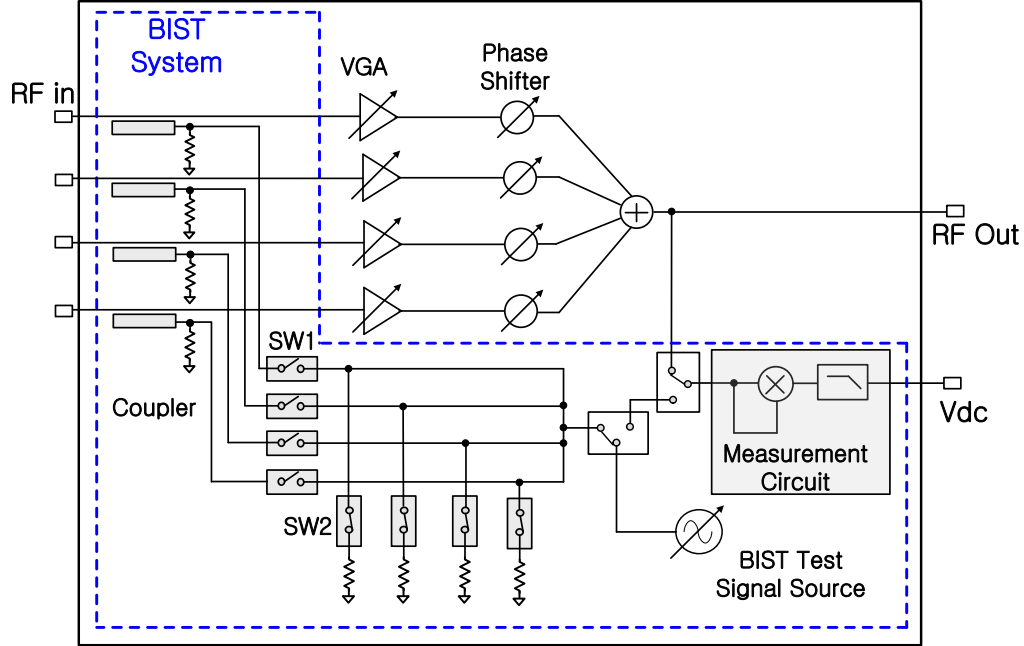 BIST
System
VGA
Phase
Shifter
RF in
RF Out
SW1
Coupler
Vdc
Measurement
Circuit
SW2
BIST Test
Signal Source